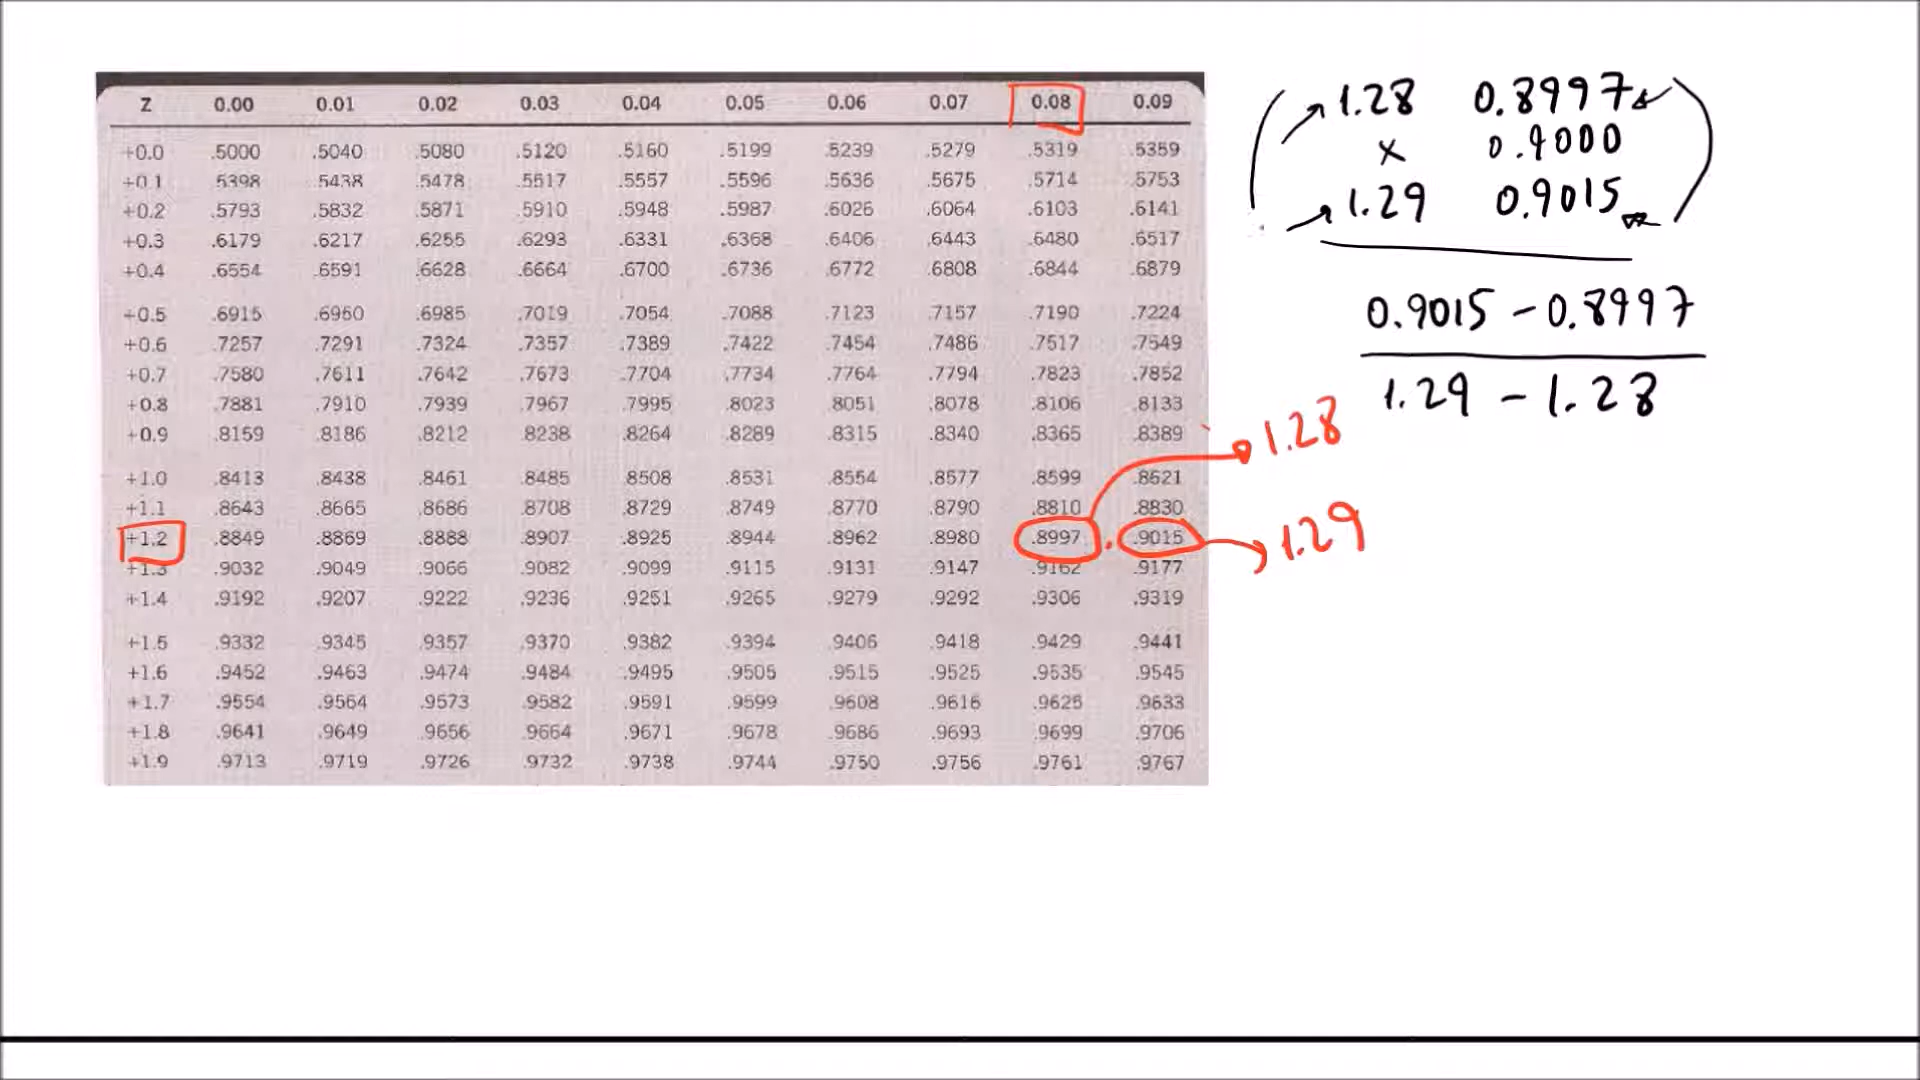 Z 0.00 0.01 0.02 0.03 0.04 0.05 0.06 0.07 0.08 0.09
+0.0 .5000 .5040 .5080 .5120 .5160 .5199 .5239 .5279 .5319 .5359
+0.1 .5398 .5438 .5478 .5517 .5557 .5596 .5636 .5675 .5714 .5753
+0.2 .5793 .5832 .5871 .5910 .5948 .5987 .6026 .6064 .6103 .6141
+0.3 .6179 .6217 .6255 .6293 .6331 .6368 .6406 .6443 .6480 .6517
+0.4 .6554 .6591 .6628 .6664 .6700 .6736 .6772 .6808 .6844 .6879
+0.5 .6915 .6950 .6985 .7019 .7054 .7088 .7123 .7157 .7190 .7224
+0.6 .7257 .7291 .7324 .7357 .7389 .7422 .7454 .7486 .7517 .7549
+0.7 .7580 .7611 .7642 .7673 .7704 .7734 .7764 .7794 .7823 .7852
+0.8 .7881 .7910 .7939 .7967 .7995 .8023 .8051 .8078 .8106 .8133
+0.9 .8159 .8186 .8212 .8238 .8264 .8289 .8315 .8340 .8365 .8389
+1.0 .8413 .8438 .8461 .8485 .8508 .8531 .8554 .8577 .8599 .8621
+1.1 .8643 .8665 .8686 .8708 .8729 .8749 .8770 .8790 .8810 .8830
+1.2 .8849 .8869 .8888 .8907 .8925 .8944 .8962 .8980 .8997 .9015
+1.3 .9032 .9049 .9066 .9082 .9099 .9115 .9131 .9147 .9162 .9177
+1.4 .9192 .9207 .9222 .9236 .9251 .9265 .9279 .9292 .9306 .9319
+1.5 .9332 .9345 .9357 .9370 .9382 .9394 .9406 .9418 .9429 .9441
+1.6 .9452 .9463 .9474 .9484 .9495 .9505 .9515 .9525 .9535 .9545
+1.7 .9554 .9564 .9573 .9582 .9591 .9599 .9608 .9616 .9625 .9633
+1.8 .9641 .9649 .9656 .9664 .9671 .9678 .9686 .9693 .9699 .9706
+1.9 .9713 .9719 .9726 .9732 .9738 .9744 .9750 .9756 .9761 .9767
1.28 0.8997
x 0.9000
1.29 0.9015
0.9015 - 0.8997
1.29 - 1.28
1.28
1.29